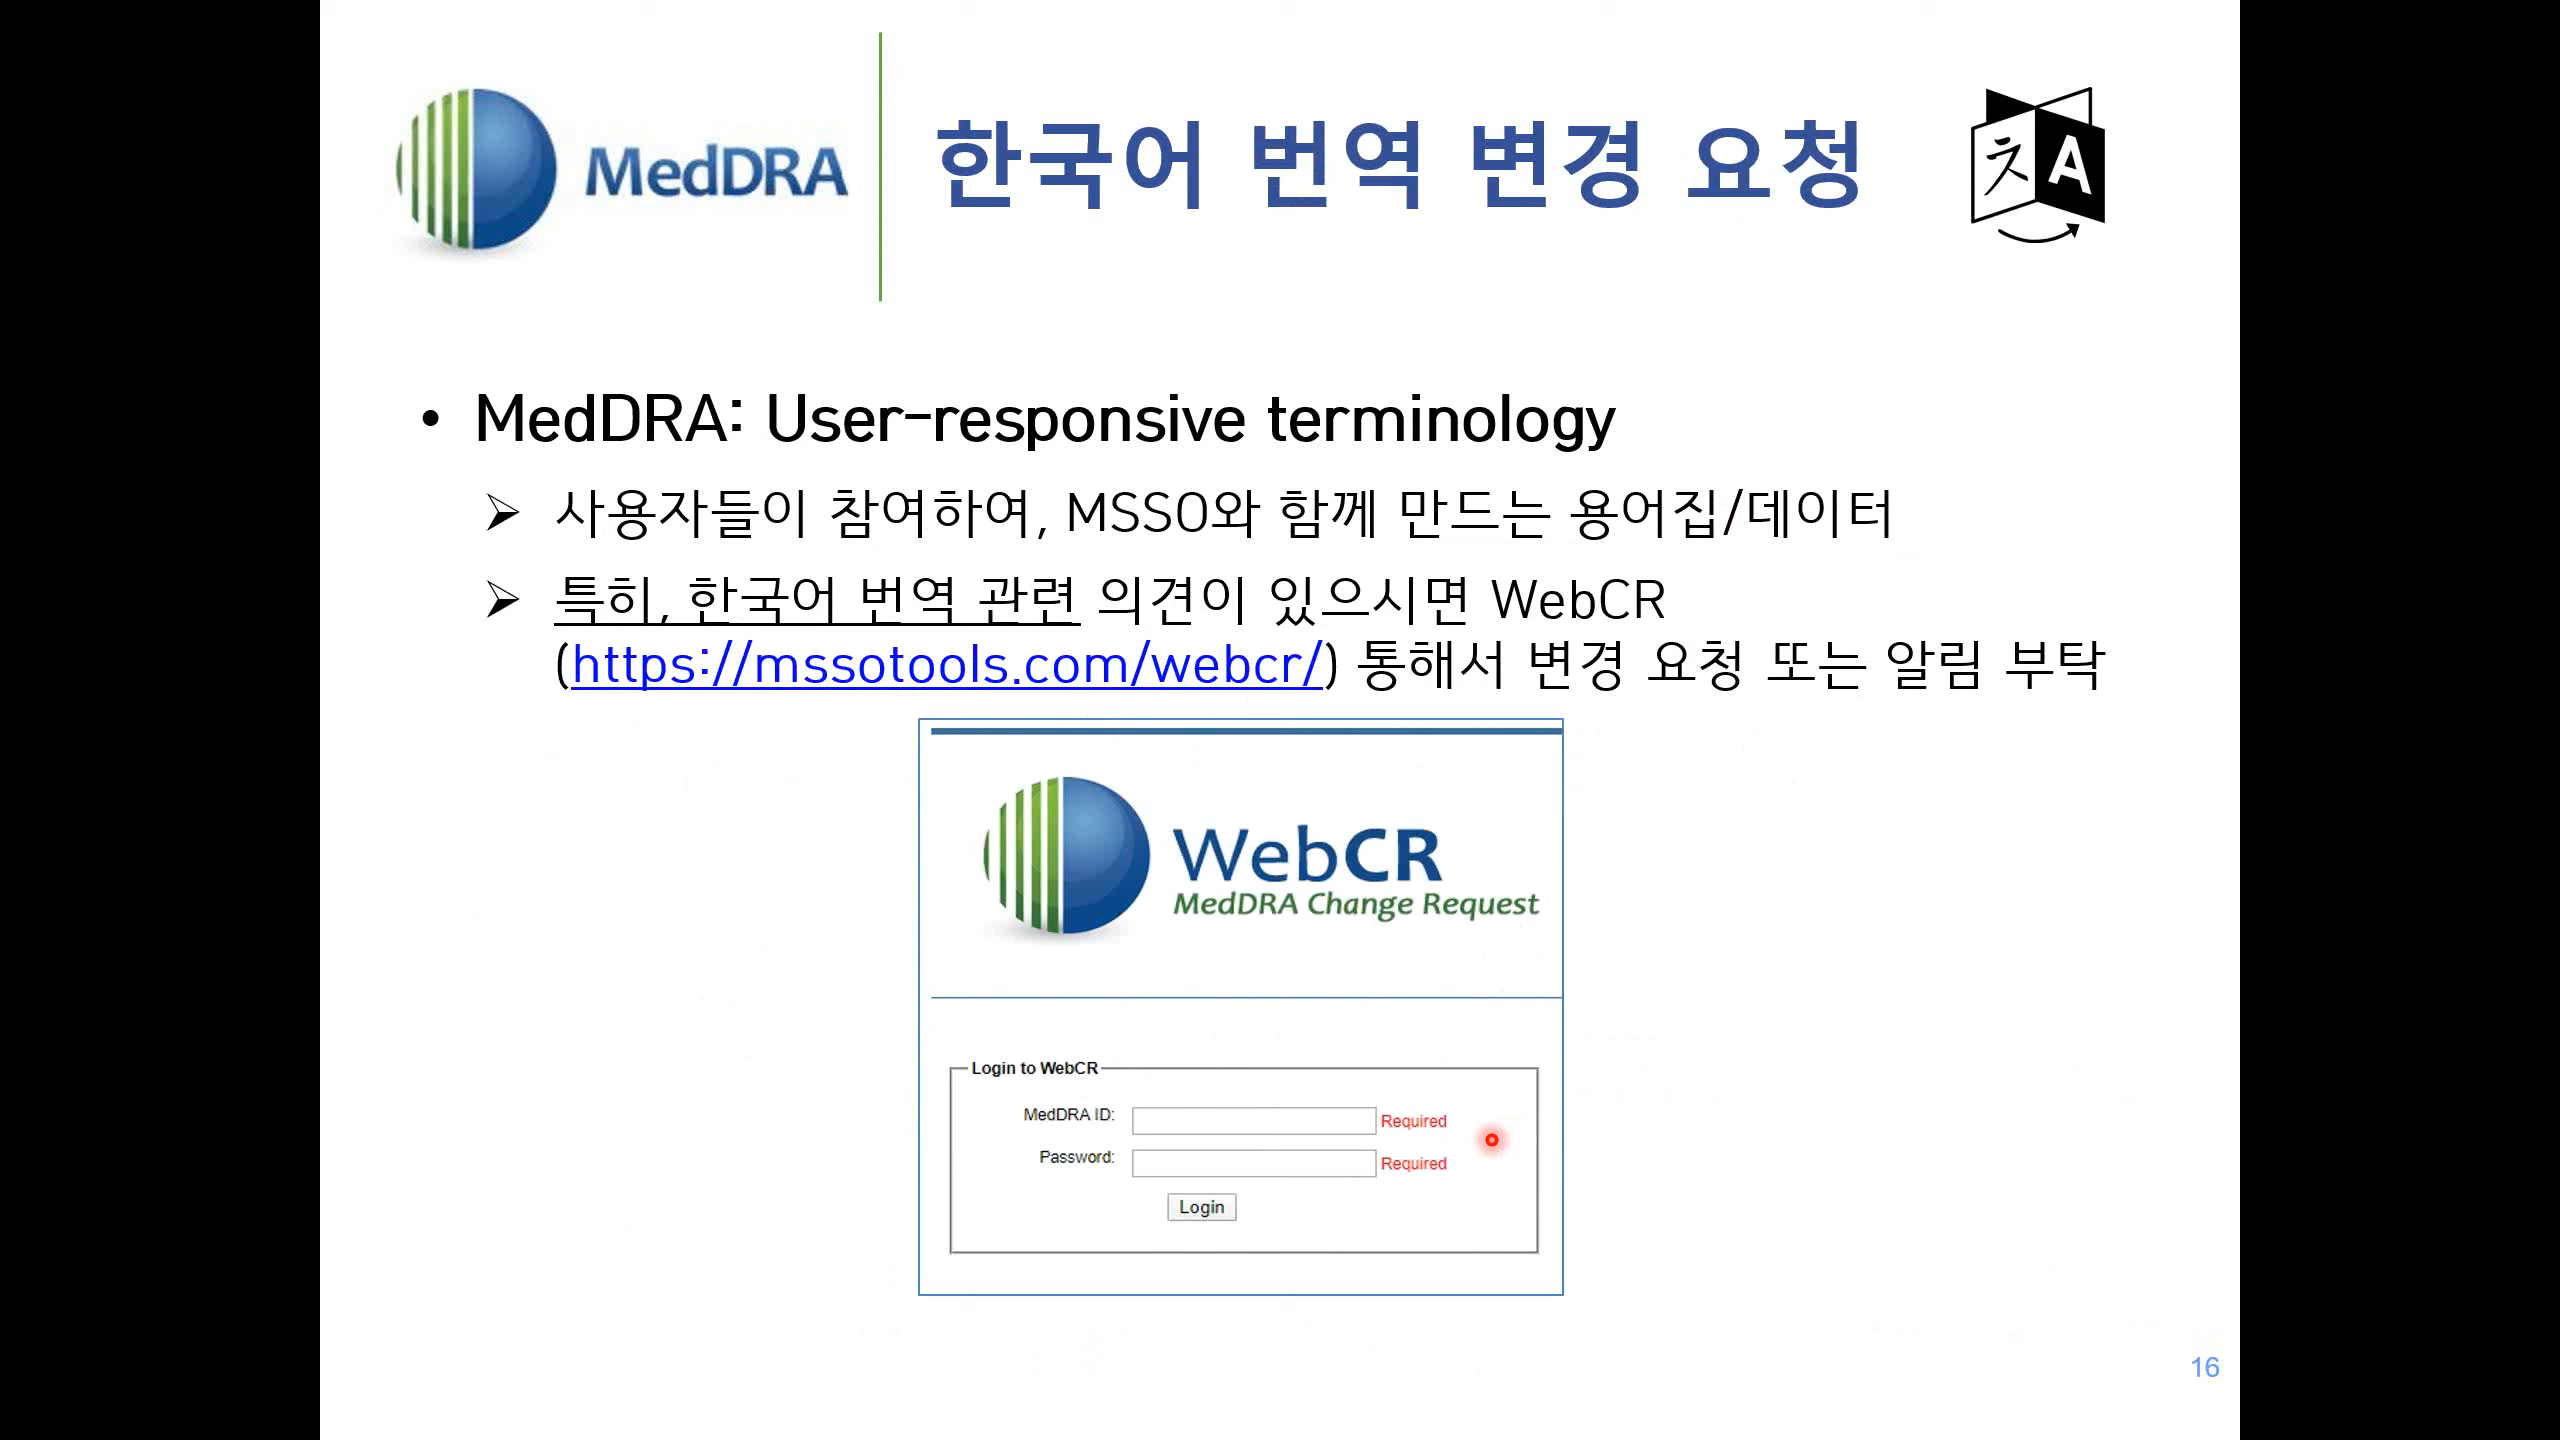 MedDRA
한국어 번역 변경 요청
文 A
• MedDRA: User-responsive terminology
➢ 사용자들이 참여하여, MSSO와 함께 만드는 용어집/데이터
➢ 특히, 한국어 번역 관련 의견이 있으시면 WebCR
(https://mssotools.com/webcr/) 통해서 변경 요청 또는 알림 부탁
WebCR
MedDRA Change Request
Login to WebCR
MedDRA ID: Required
Password: Required
Login
16